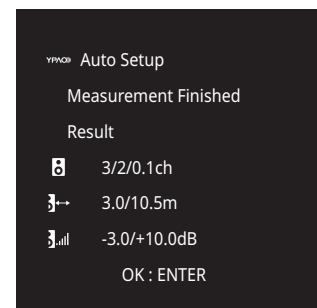 YPAO Auto Setup
Measurement Finished
Result
3/2/0.1ch
3.0/10.5m
-3.0/+10.0dB
OK : ENTER